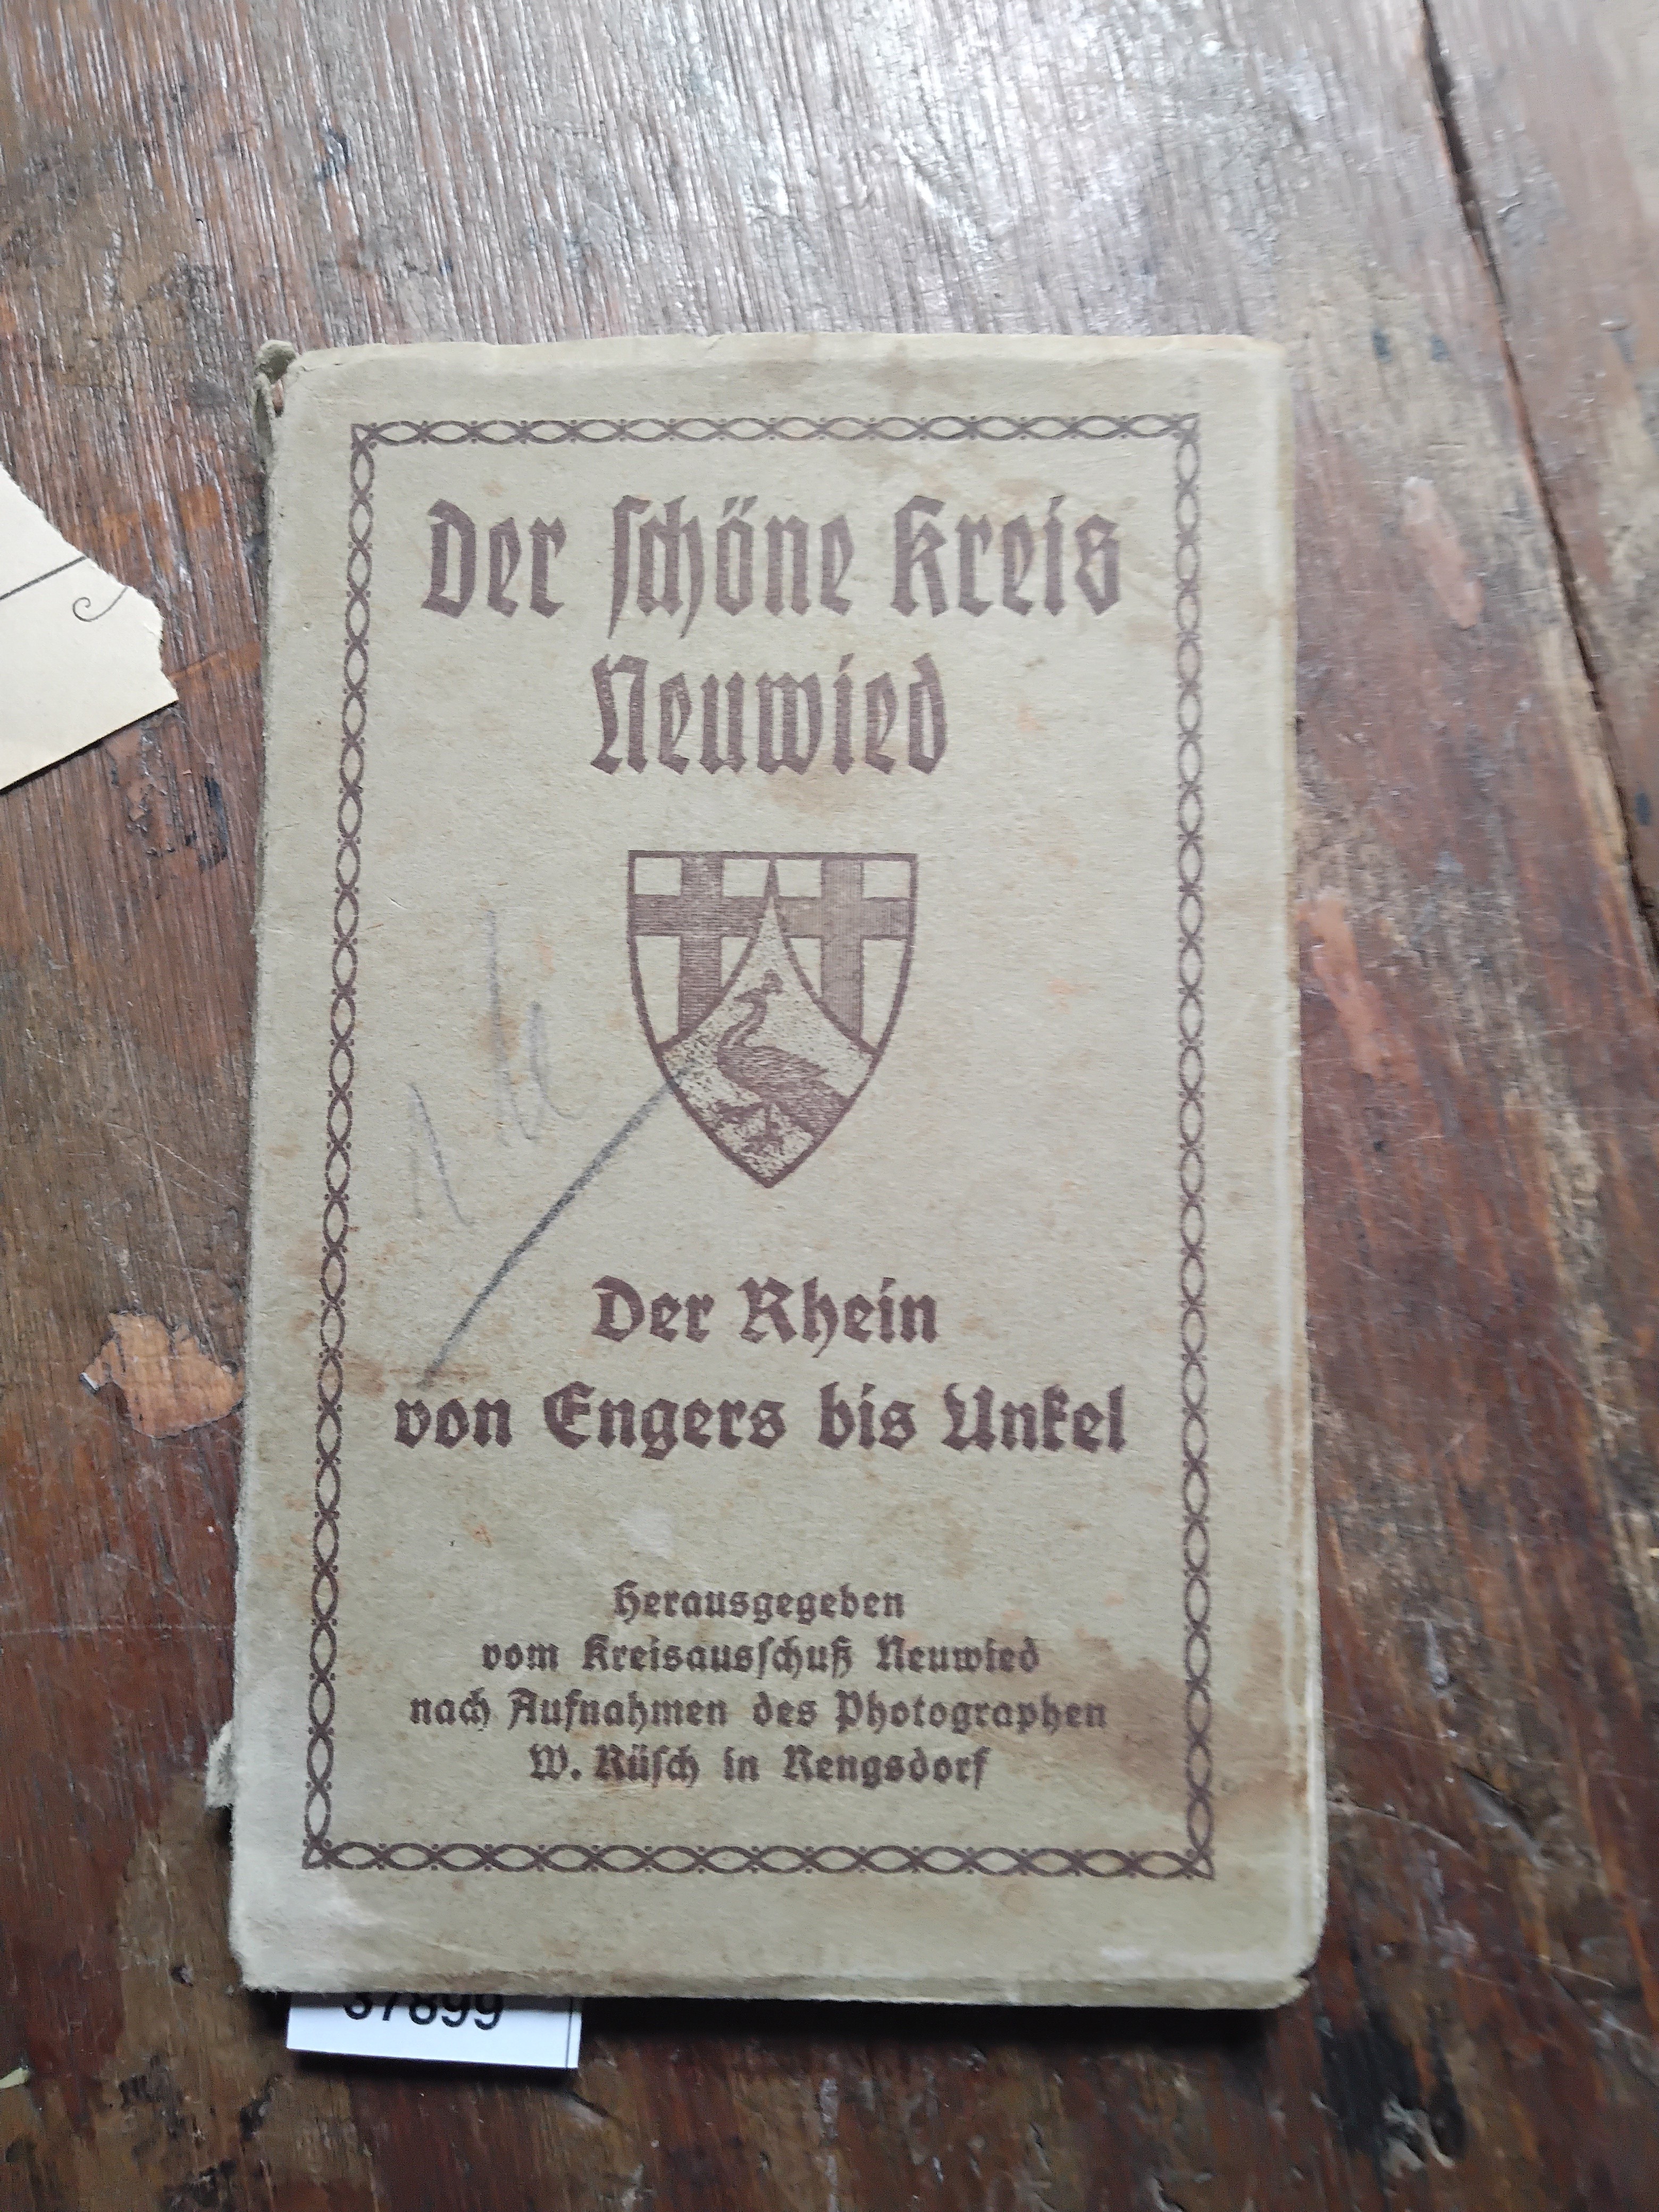 Der schöne Kreis
Neuwied
Der Rhein
von Engers bis Unkel
Herausgegeben
vom Kreisausschuß Neuwied
nach Aufnahmen des Photographen
W. Rüsch in Rengsdorf
37899